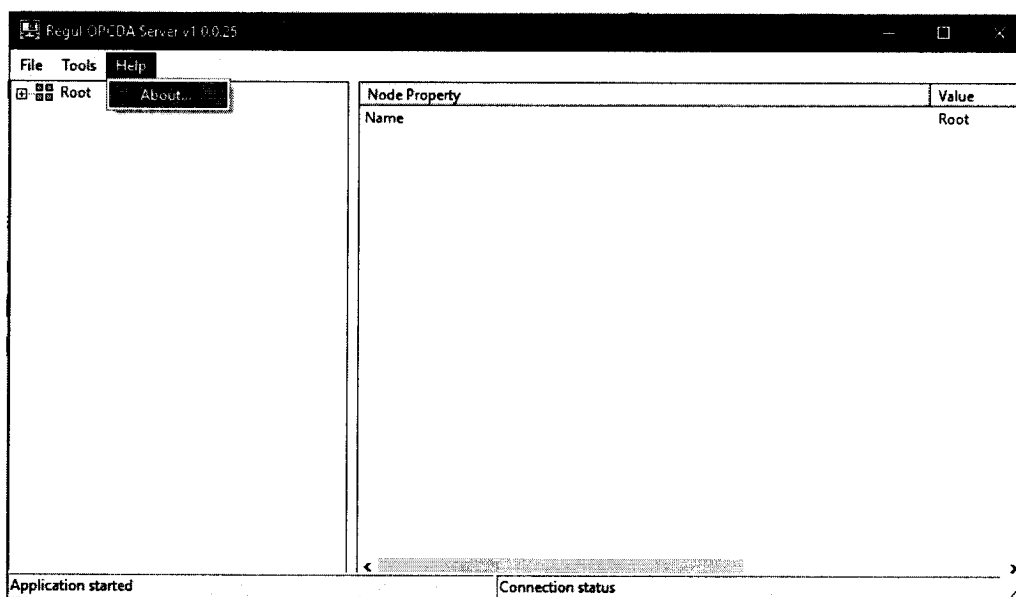 Regul OPCDA Server v1.0.0.25
File Tools Help
Root
About...
Node Property Value
Name Root
Application started Connection status